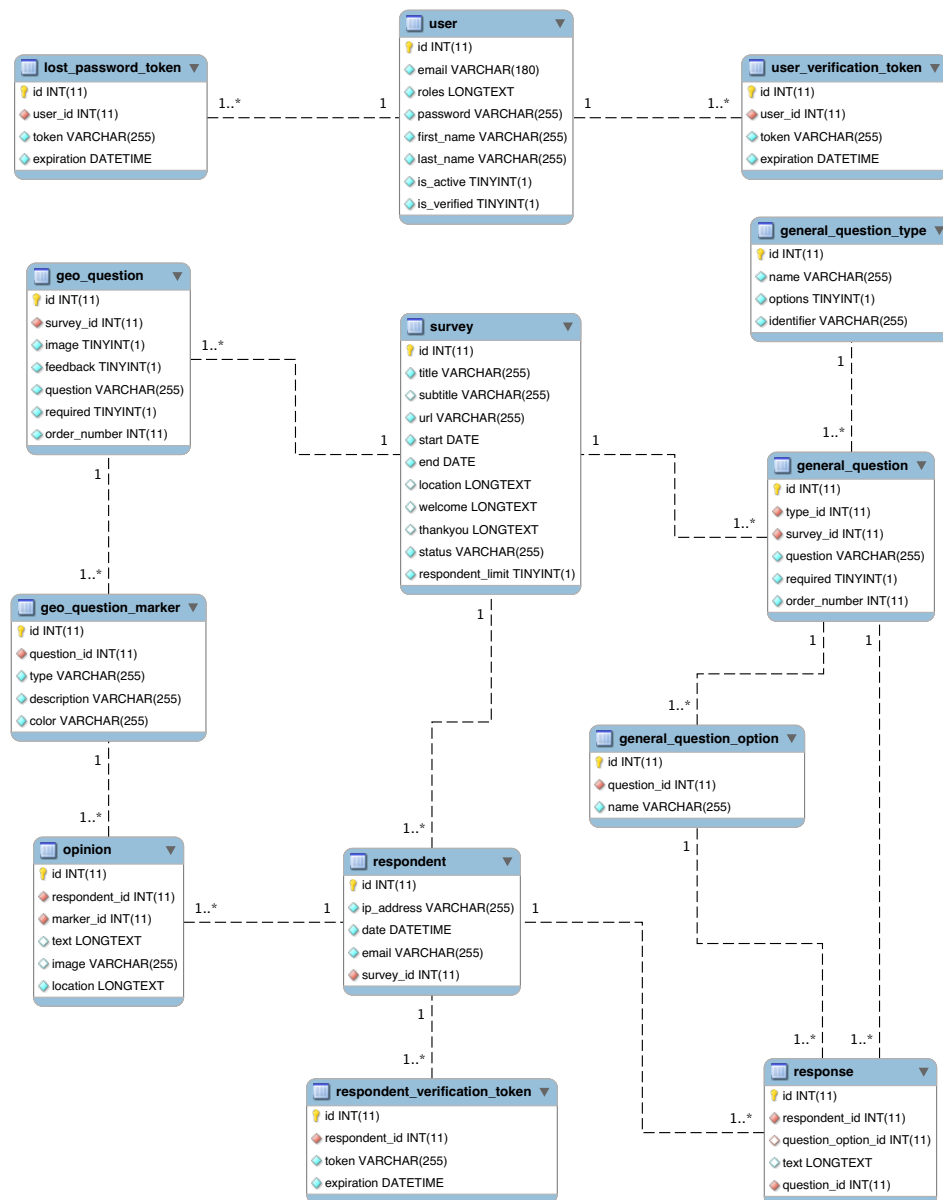 user
id INT(11)
email VARCHAR(180)
roles LONGTEXT
password VARCHAR(255)
first_name VARCHAR(255)
last_name VARCHAR(255)
is_active TINYINT(1)
is_verified TINYINT(1)
lost_password_token
id INT(11)
user_id INT(11)
token VARCHAR(255)
expiration DATETIME
1..*
1
1
1..*
user_verification_token
id INT(11)
user_id INT(11)
token VARCHAR(255)
expiration DATETIME
general_question_type
id INT(11)
name VARCHAR(255)
options TINYINT(1)
identifier VARCHAR(255)
1
1..*
geo_question
id INT(11)
survey_id INT(11)
image TINYINT(1)
feedback TINYINT(1)
question VARCHAR(255)
required TINYINT(1)
order_number INT(11)
1..*
1
survey
id INT(11)
title VARCHAR(255)
subtitle VARCHAR(255)
url VARCHAR(255)
start DATE
end DATE
location LONGTEXT
welcome LONGTEXT
thankyou LONGTEXT
status VARCHAR(255)
respondent_limit TINYINT(1)
1
1..*
general_question
id INT(11)
type_id INT(11)
survey_id INT(11)
question VARCHAR(255)
required TINYINT(1)
order_number INT(11)
1
1..*
geo_question_marker
id INT(11)
question_id INT(11)
type VARCHAR(255)
description VARCHAR(255)
color VARCHAR(255)
1
1..*
1
1
1..*
general_question_option
id INT(11)
question_id INT(11)
name VARCHAR(255)
1
1..*
1
1..*
opinion
id INT(11)
respondent_id INT(11)
marker_id INT(11)
text LONGTEXT
image VARCHAR(255)
location LONGTEXT
1..*
1
respondent
id INT(11)
ip_address VARCHAR(255)
date DATETIME
email VARCHAR(255)
survey_id INT(11)
1
1
1..*
respondent_verification_token
id INT(11)
respondent_id INT(11)
token VARCHAR(255)
expiration DATETIME
1..*
1..*
1..*
response
id INT(11)
respondent_id INT(11)
question_option_id INT(11)
text LONGTEXT
question_id INT(11)